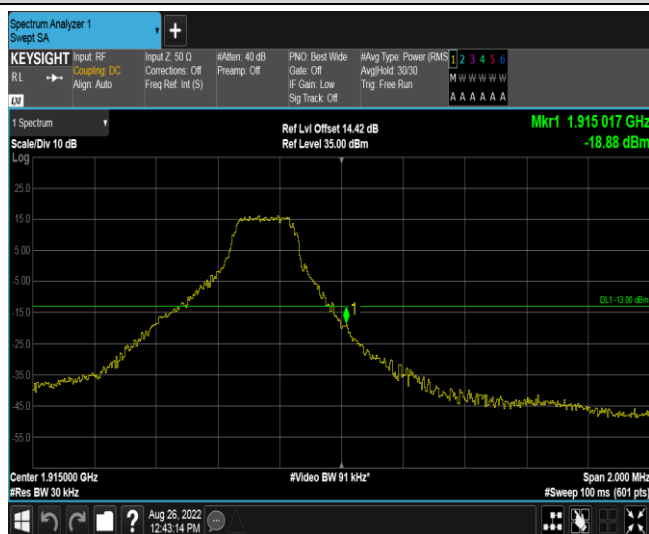 Spectrum Analyzer 1
Swept SA
KEYSIGHT
RL
Input: RF
Coupling: DC
Align: Auto
Input Z: 50 Ω
Corrections: Off
Freq Ref: Int (S)
#Atten: 40 dB
Preamp: Off
PNO: Best Wide
Gate: Off
IF Gain: Low
Sig Track: Off
#Avg Type: Power (RMS
Avg|Hold: 30/30
Trig: Free Run
1 2 3 4 5 6
M W W W W W
A A A A A A
LXI
1 Spectrum
Scale/Div 10 dB
Ref Lvl Offset 14.42 dB
Ref Level 35.00 dBm
Mkr1 1.915 017 GHz
-18.88 dBm
Log
25.0
15.0
5.00
-5.00
-15.0
-25.0
-35.0
-45.0
-55.0
1
DL1 -13.00 dBm
Center 1.915000 GHz
#Res BW 30 kHz
#Video BW 91 kHz*
Span 2.000 MHz
#Sweep 100 ms (601 pts)
?
Aug 26, 2022
12:43:14 PM